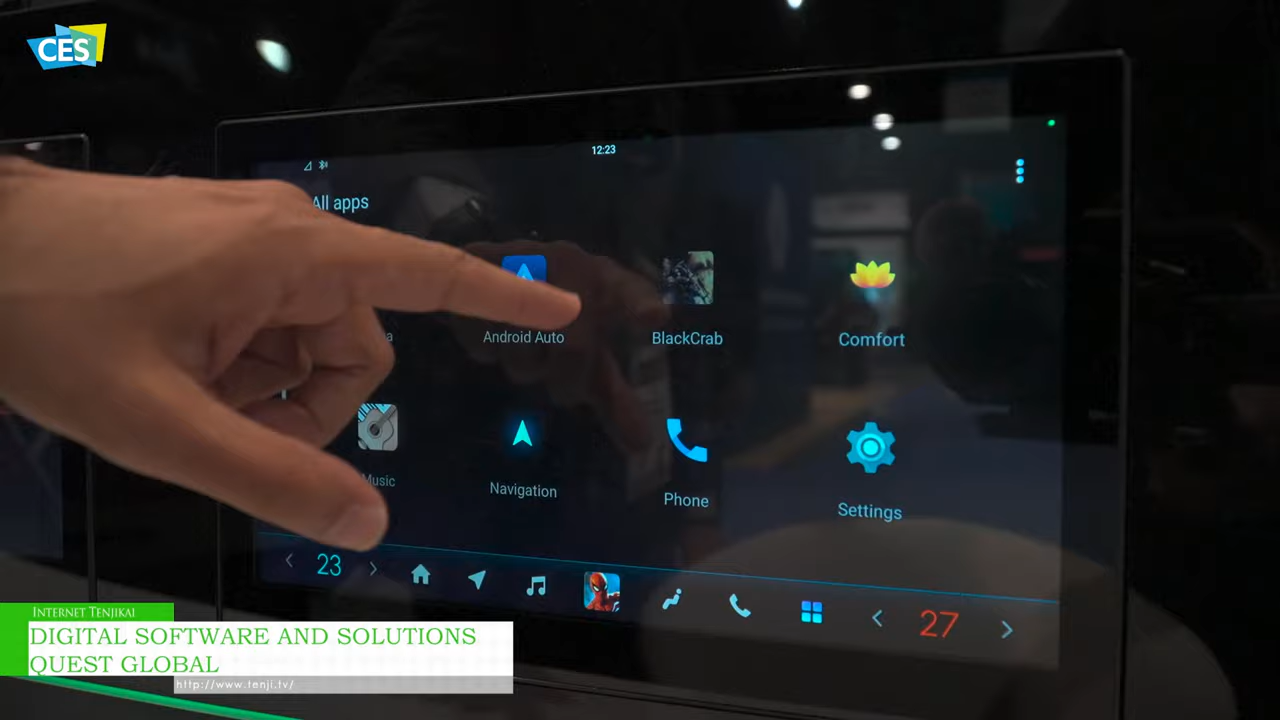 CES
12:23
All apps
Android Auto
BlackCrab
Comfort
Music
Navigation
Phone
Settings
23
27
INTERNET TENJIKAI
DIGITAL SOFTWARE AND SOLUTIONS
QUEST GLOBAL
http://www.tenji.tv/